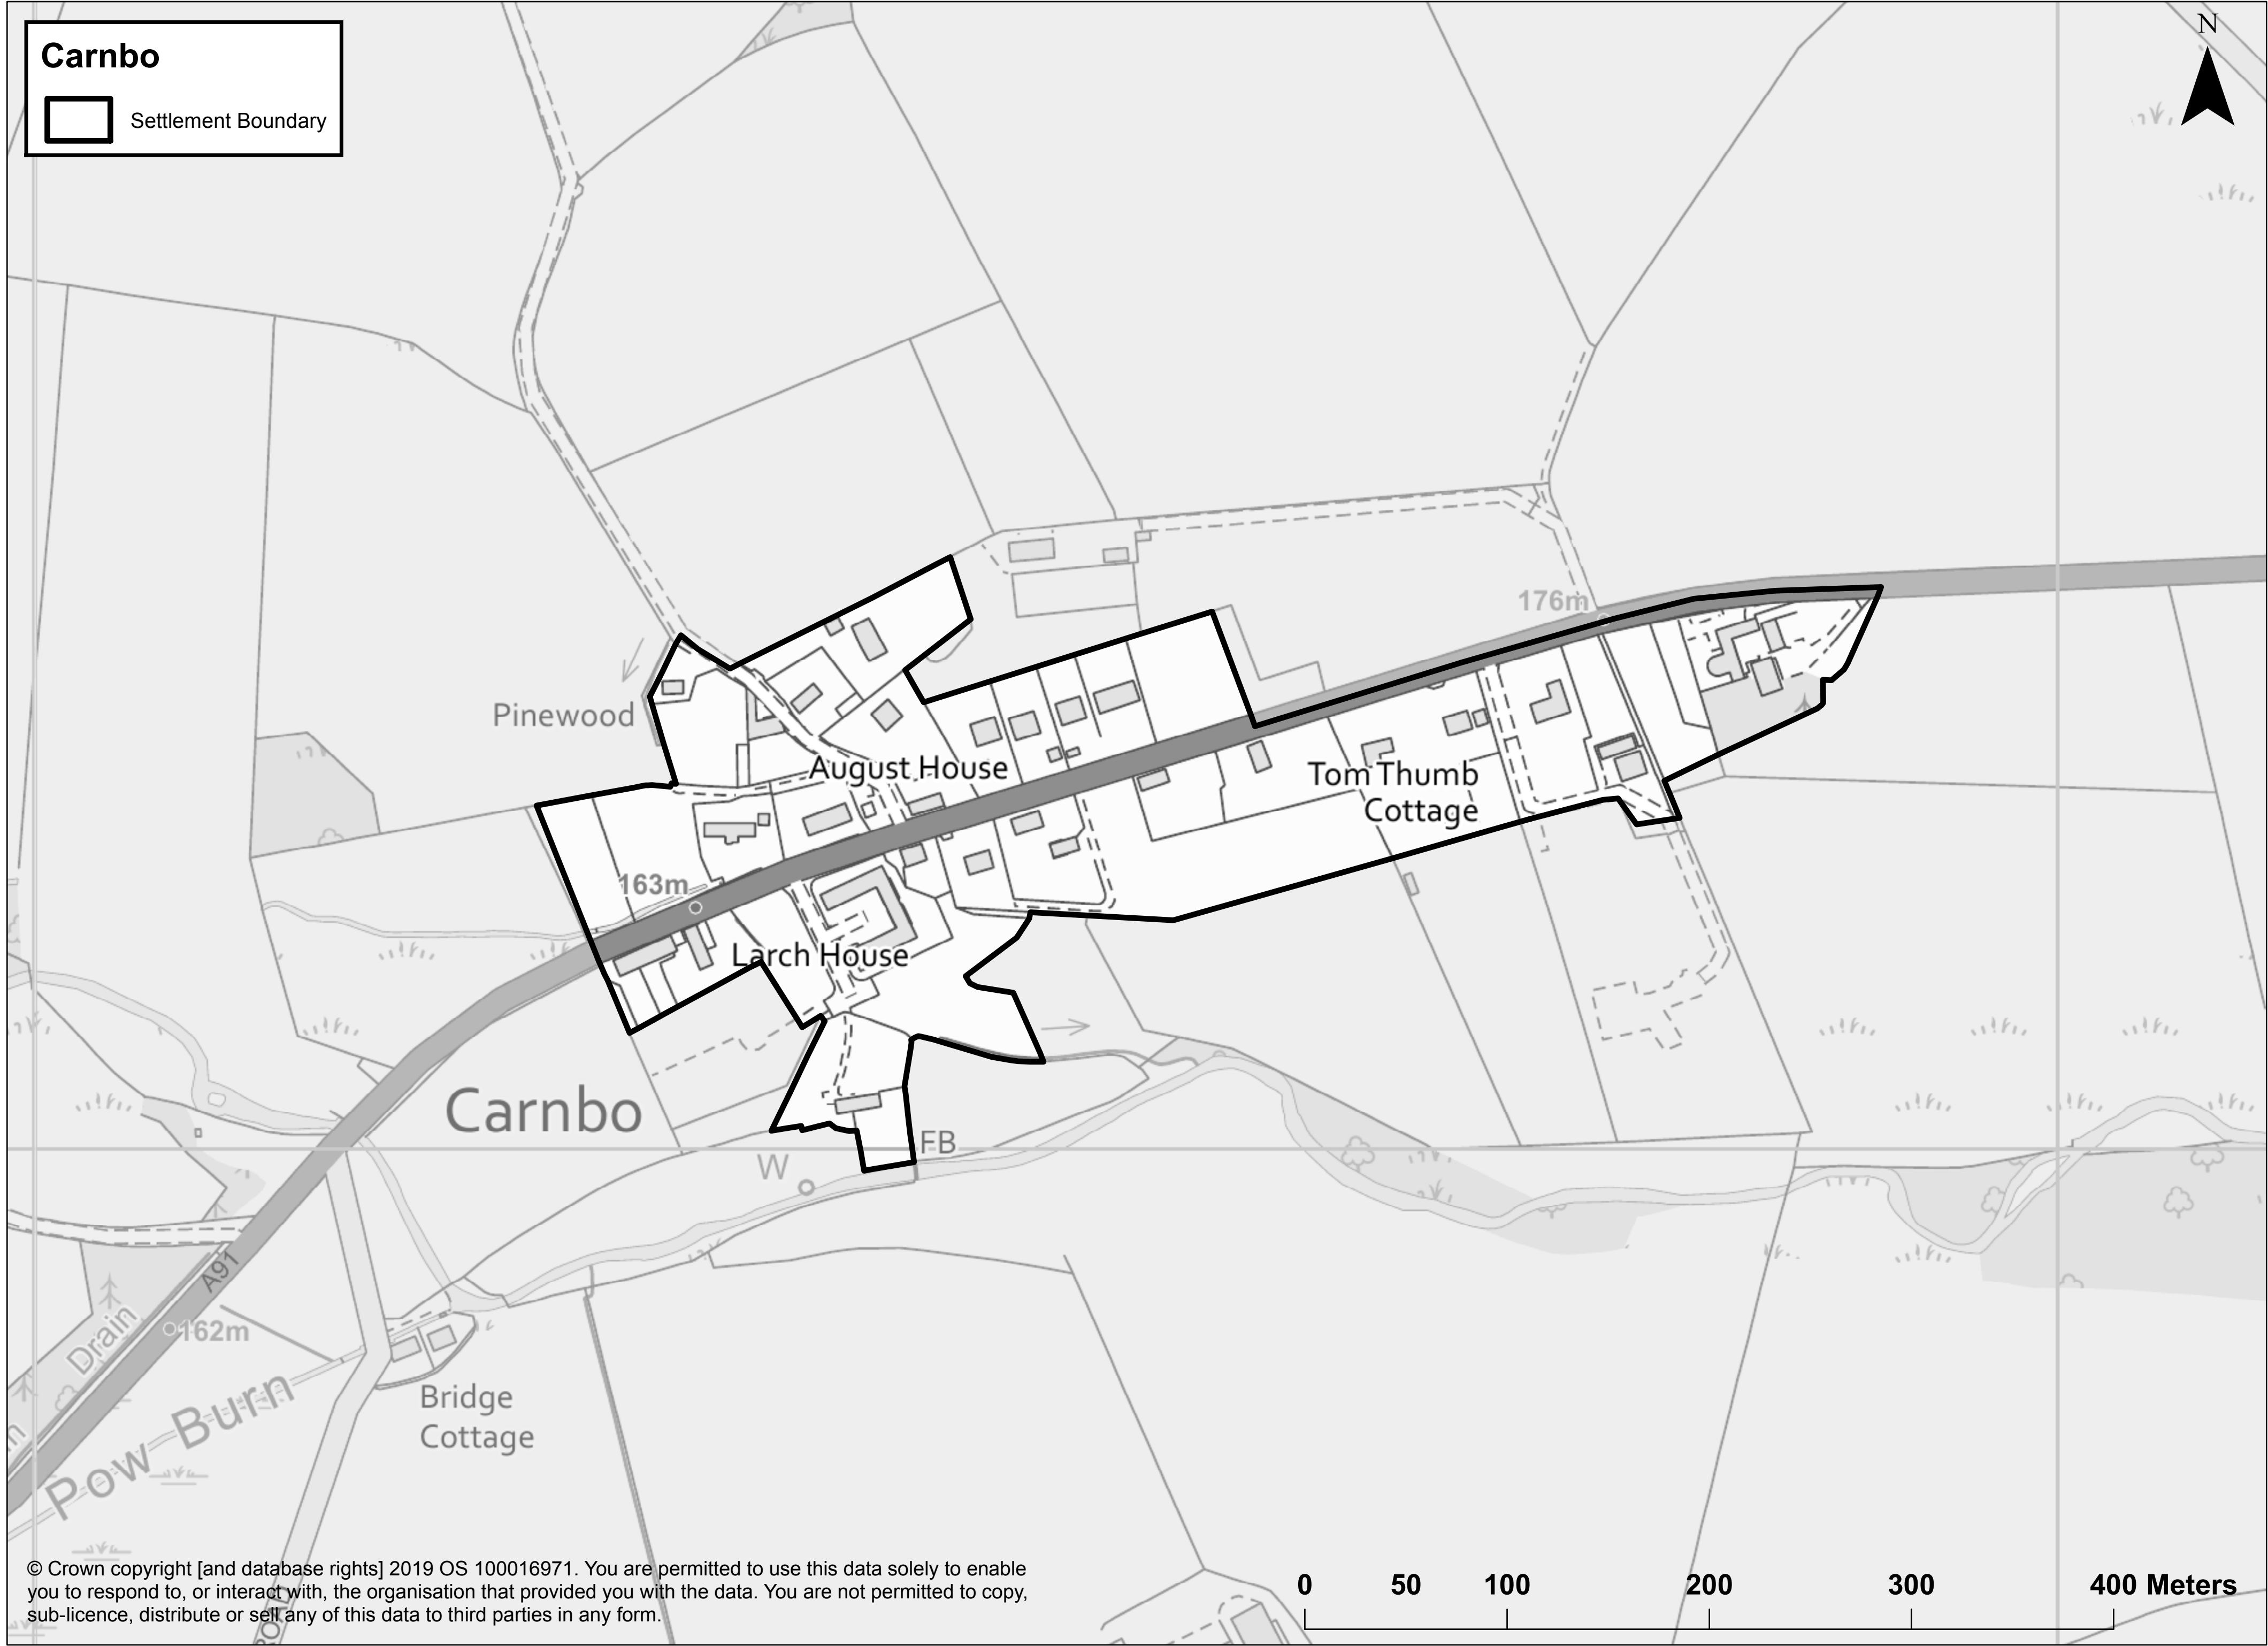 Carnbo
Settlement Boundary
N
176m
Pinewood
August House
Tom Thumb
Cottage
163m
Larch House
Carnbo
FB
W
A91
162m
Drain
Bridge
Cottage
Pow Burn
ROAD
© Crown copyright [and database rights] 2019 OS 100016971. You are permitted to use this data solely to enable
you to respond to, or interact with, the organisation that provided you with the data. You are not permitted to copy,
sub-licence, distribute or sell any of this data to third parties in any form.
0 50 100 200 300 400 Meters